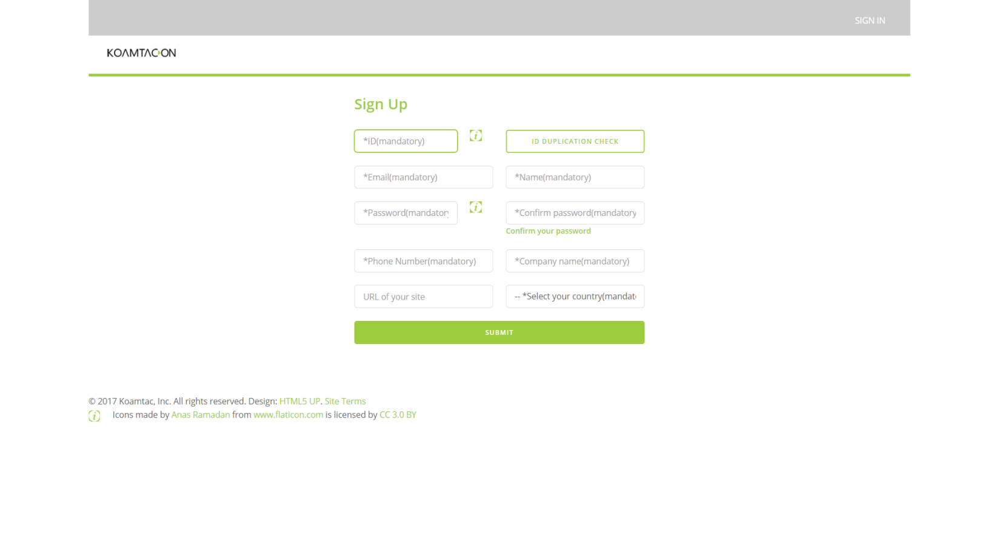 SIGN IN
KOAMTACON
Sign Up
*ID(mandatory)
ID DUPLICATION CHECK
*Email(mandatory)
*Name(mandatory)
*Password(mandatory
*Confirm password(mandatory
Confirm your password
*Phone Number(mandatory)
*Company name(mandatory)
URL of your site
-- *Select your country(mandat
SUBMIT
© 2017 Koamtac, Inc. All rights reserved. Design: HTML5 UP. Site Terms
Icons made by Anas Ramadan from www.flaticon.com is licensed by CC 3.0 BY